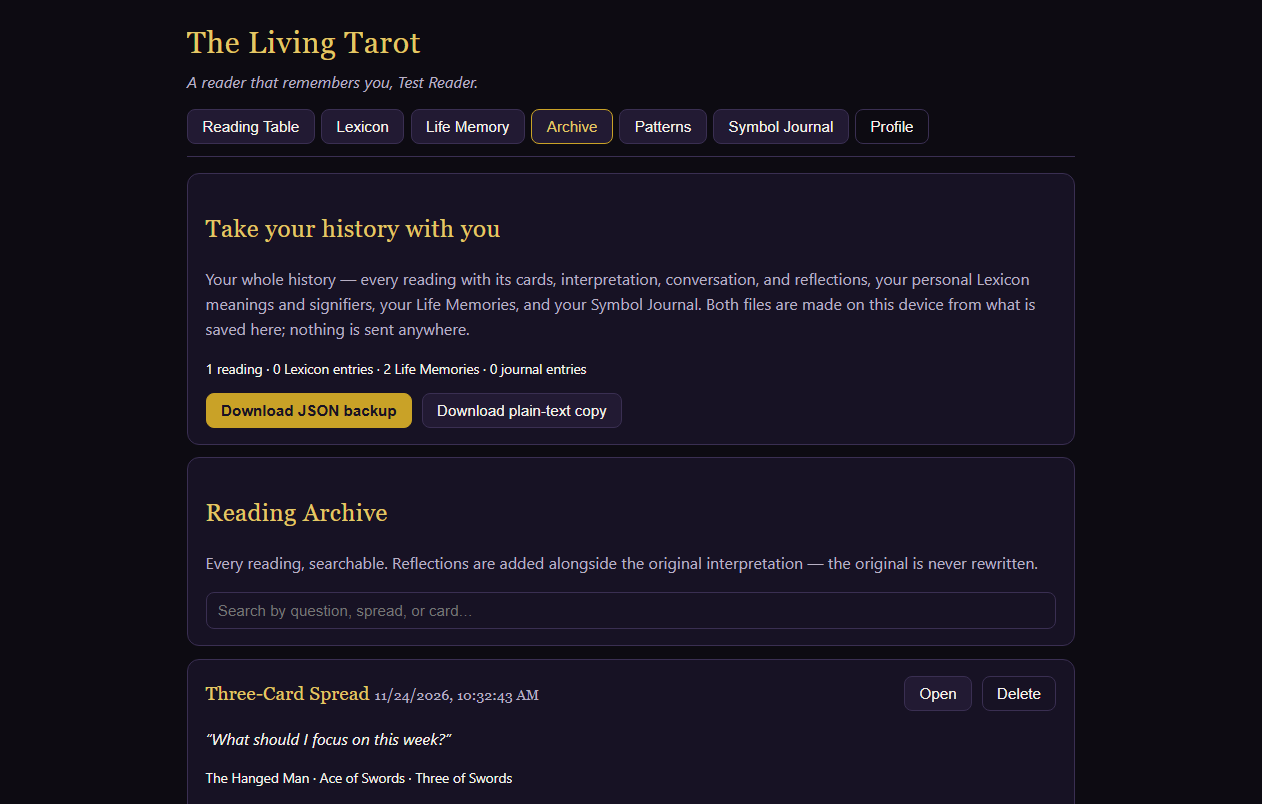 The Living Tarot
A reader that remembers you, Test Reader.
Reading Table Lexicon Life Memory Archive Patterns Symbol Journal Profile
Take your history with you
Your whole history — every reading with its cards, interpretation, conversation, and reflections, your personal Lexicon
meanings and signifiers, your Life Memories, and your Symbol Journal. Both files are made on this device from what is
saved here; nothing is sent anywhere.
1 reading · 0 Lexicon entries · 2 Life Memories · 0 journal entries
Download JSON backup Download plain-text copy
Reading Archive
Every reading, searchable. Reflections are added alongside the original interpretation — the original is never rewritten.
Search by question, spread, or card…
Three-Card Spread 11/24/2026, 10:32:43 AM Open Delete
“What should I focus on this week?”
The Hanged Man · Ace of Swords · Three of Swords